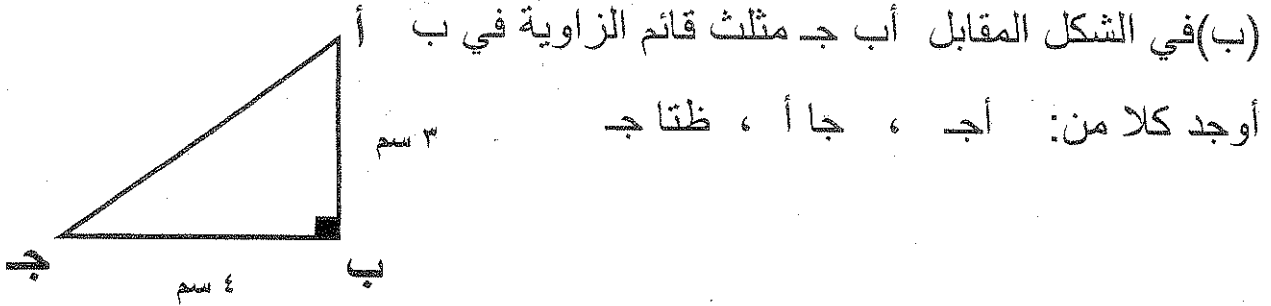 (ب)في الشكل المقابل أب جـ مثلث قائم الزاوية في ب
أوجد كلا من: أجـ ، جا أ ، ظتا جـ
أ
٣ سم
جـ
ب
٤ سم